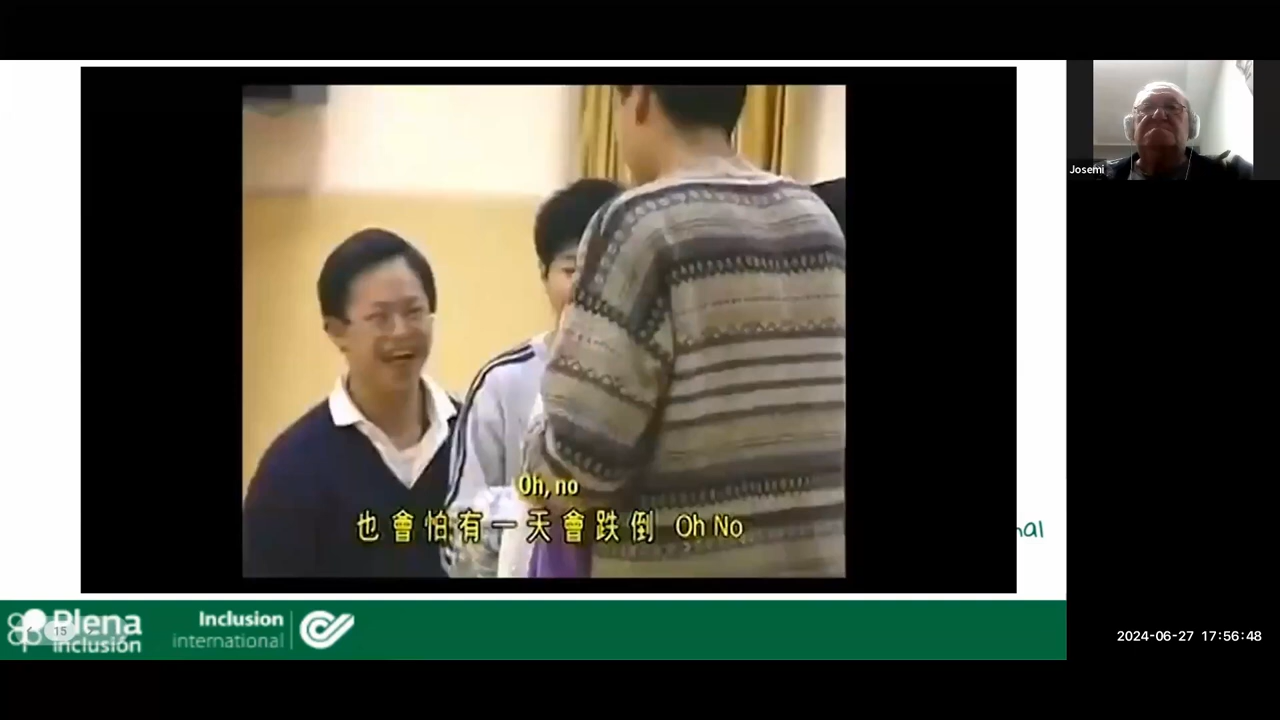 Josemi
Oh, no
也會怕有一天會跌倒 Oh No
nal
Plena
inclusión
15
Inclusion
international
2024-06-27 17:56:48